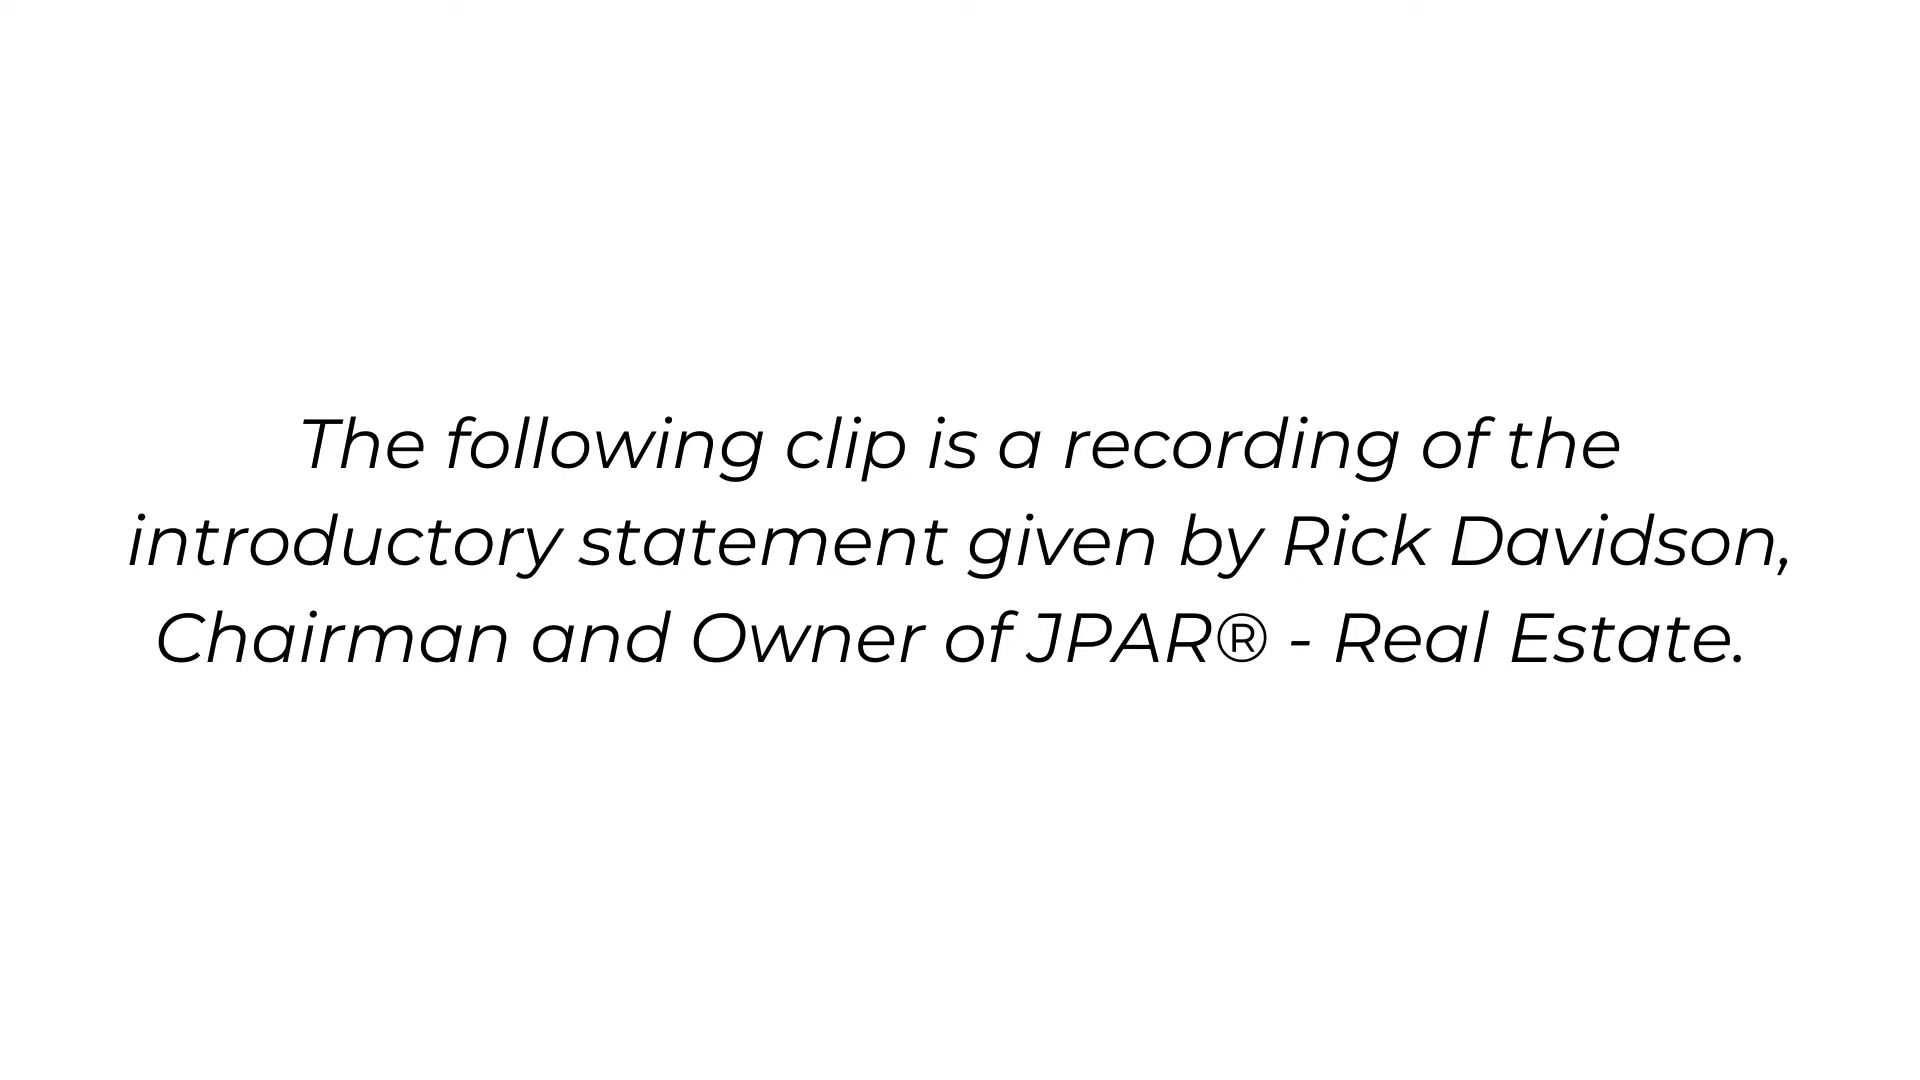 The following clip is a recording of the
introductory statement given by Rick Davidson,
Chairman and Owner of JPAR® - Real Estate.